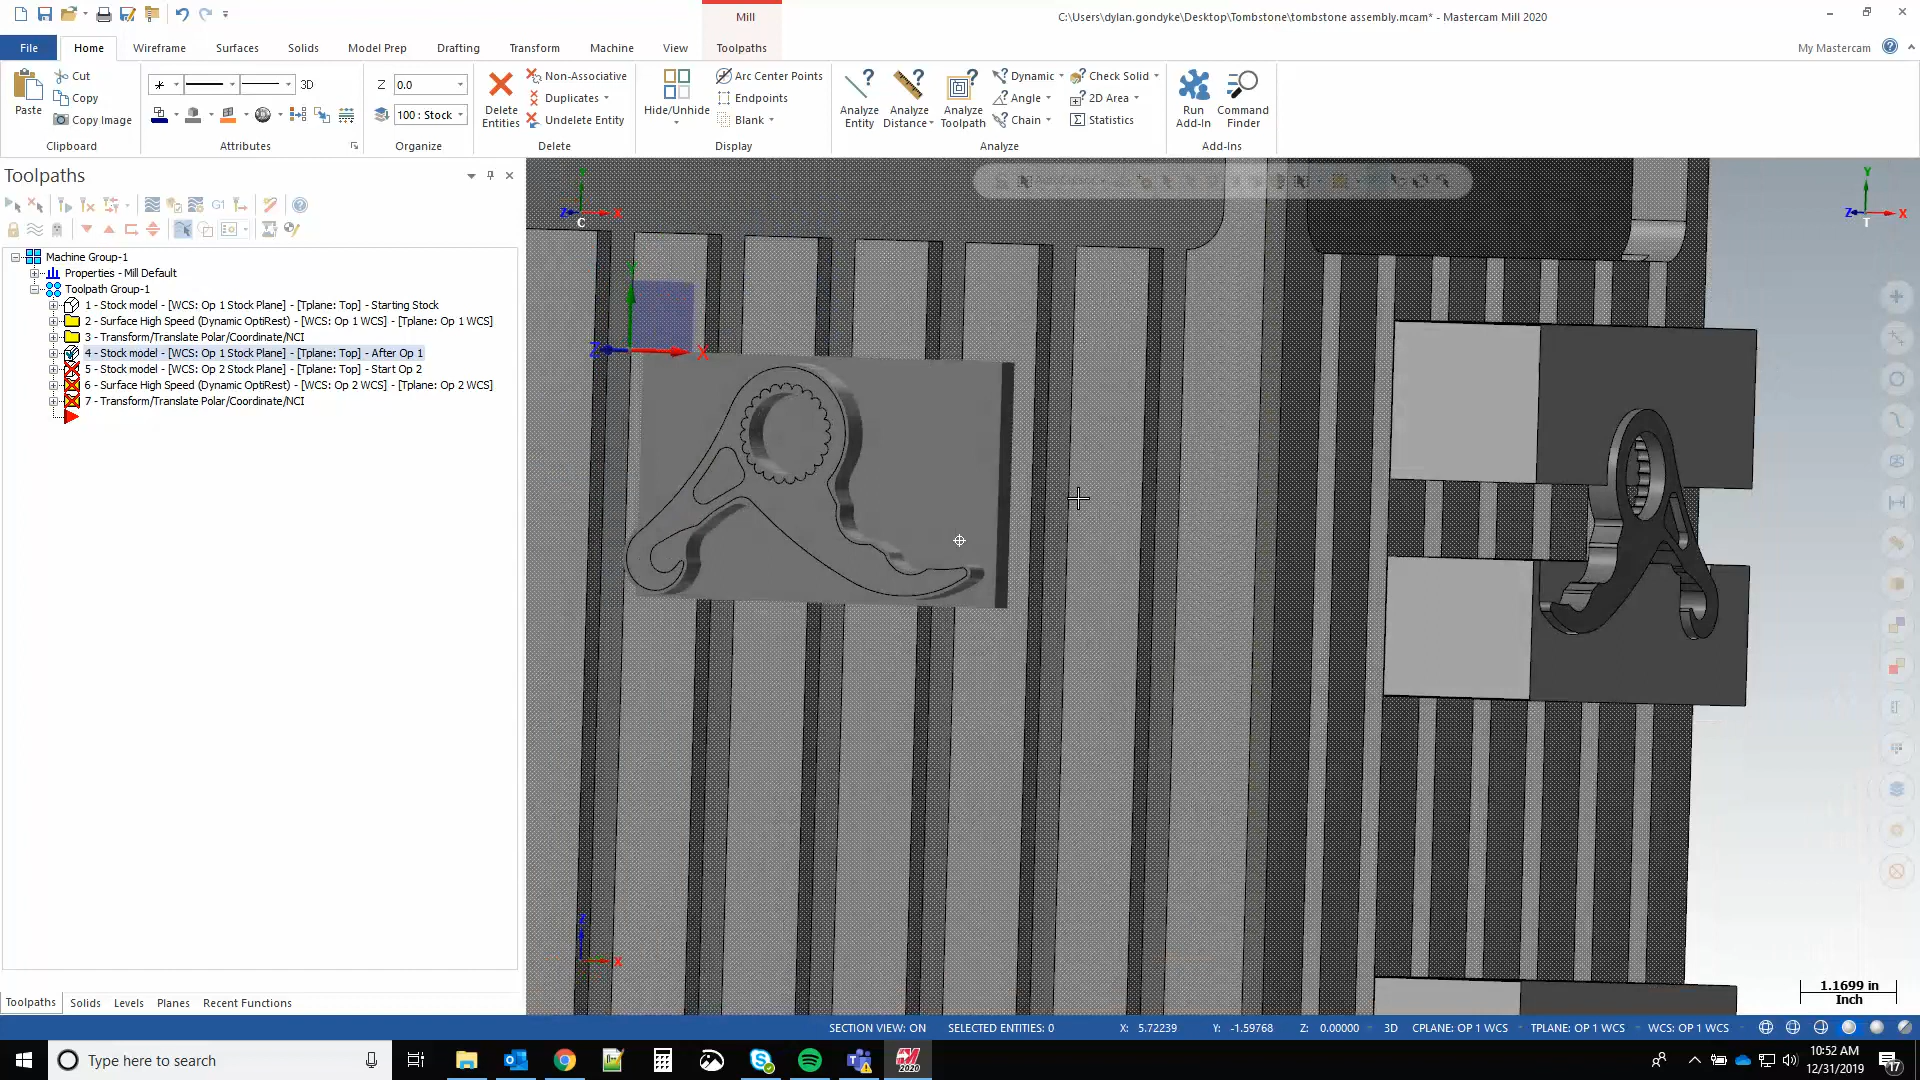 Mill
C:\Users\dylan.gondyke\Desktop\Tombstone\tombstone assembly.mcam* - Mastercam Mill 2020
File
Home
Wireframe
Surfaces
Solids
Model Prep
Drafting
Transform
Machine
View
Toolpaths
My Mastercam
Paste
Cut
Copy
Copy Image
Clipboard
3D
Attributes
Z
0.0
100 : Stock
Organize
Delete Entities
Non-Associative
Duplicates
Undelete Entity
Delete
Hide/Unhide
Arc Center Points
Endpoints
Blank
Display
Analyze Entity
Analyze Distance
Analyze Toolpath
Dynamic
Angle
Chain
Check Solid
2D Area
Statistics
Analyze
Run Add-In
Command Finder
Add-Ins
Toolpaths
G1
Machine Group-1
Properties - Mill Default
Toolpath Group-1
1 - Stock model - [WCS: Op 1 Stock Plane] - [Tplane: Top] - Starting Stock
2 - Surface High Speed (Dynamic OptiRest) - [WCS: Op 1 WCS] - [Tplane: Op 1 WCS]
3 - Transform/Translate Polar/Coordinate/NCI
4 - Stock model - [WCS: Op 1 Stock Plane] - [Tplane: Top] - After Op 1
5 - Stock model - [WCS: Op 2 Stock Plane] - [Tplane: Top] - Start Op 2
6 - Surface High Speed (Dynamic OptiRest) - [WCS: Op 2 WCS] - [Tplane: Op 2 WCS]
7 - Transform/Translate Polar/Coordinate/NCI
Z
X
C
Y
Z
X
Y
Z
X
T
Z
X
1.1699 in
Inch
Toolpaths
Solids
Levels
Planes
Recent Functions
SECTION VIEW: ON
SELECTED ENTITIES: 0
X: 5.72239
Y: -1.59768
Z: 0.00000
3D
CPLANE: OP 1 WCS
TPLANE: OP 1 WCS
WCS: OP 1 WCS
Type here to search
2020
10:52 AM
12/31/2019
17